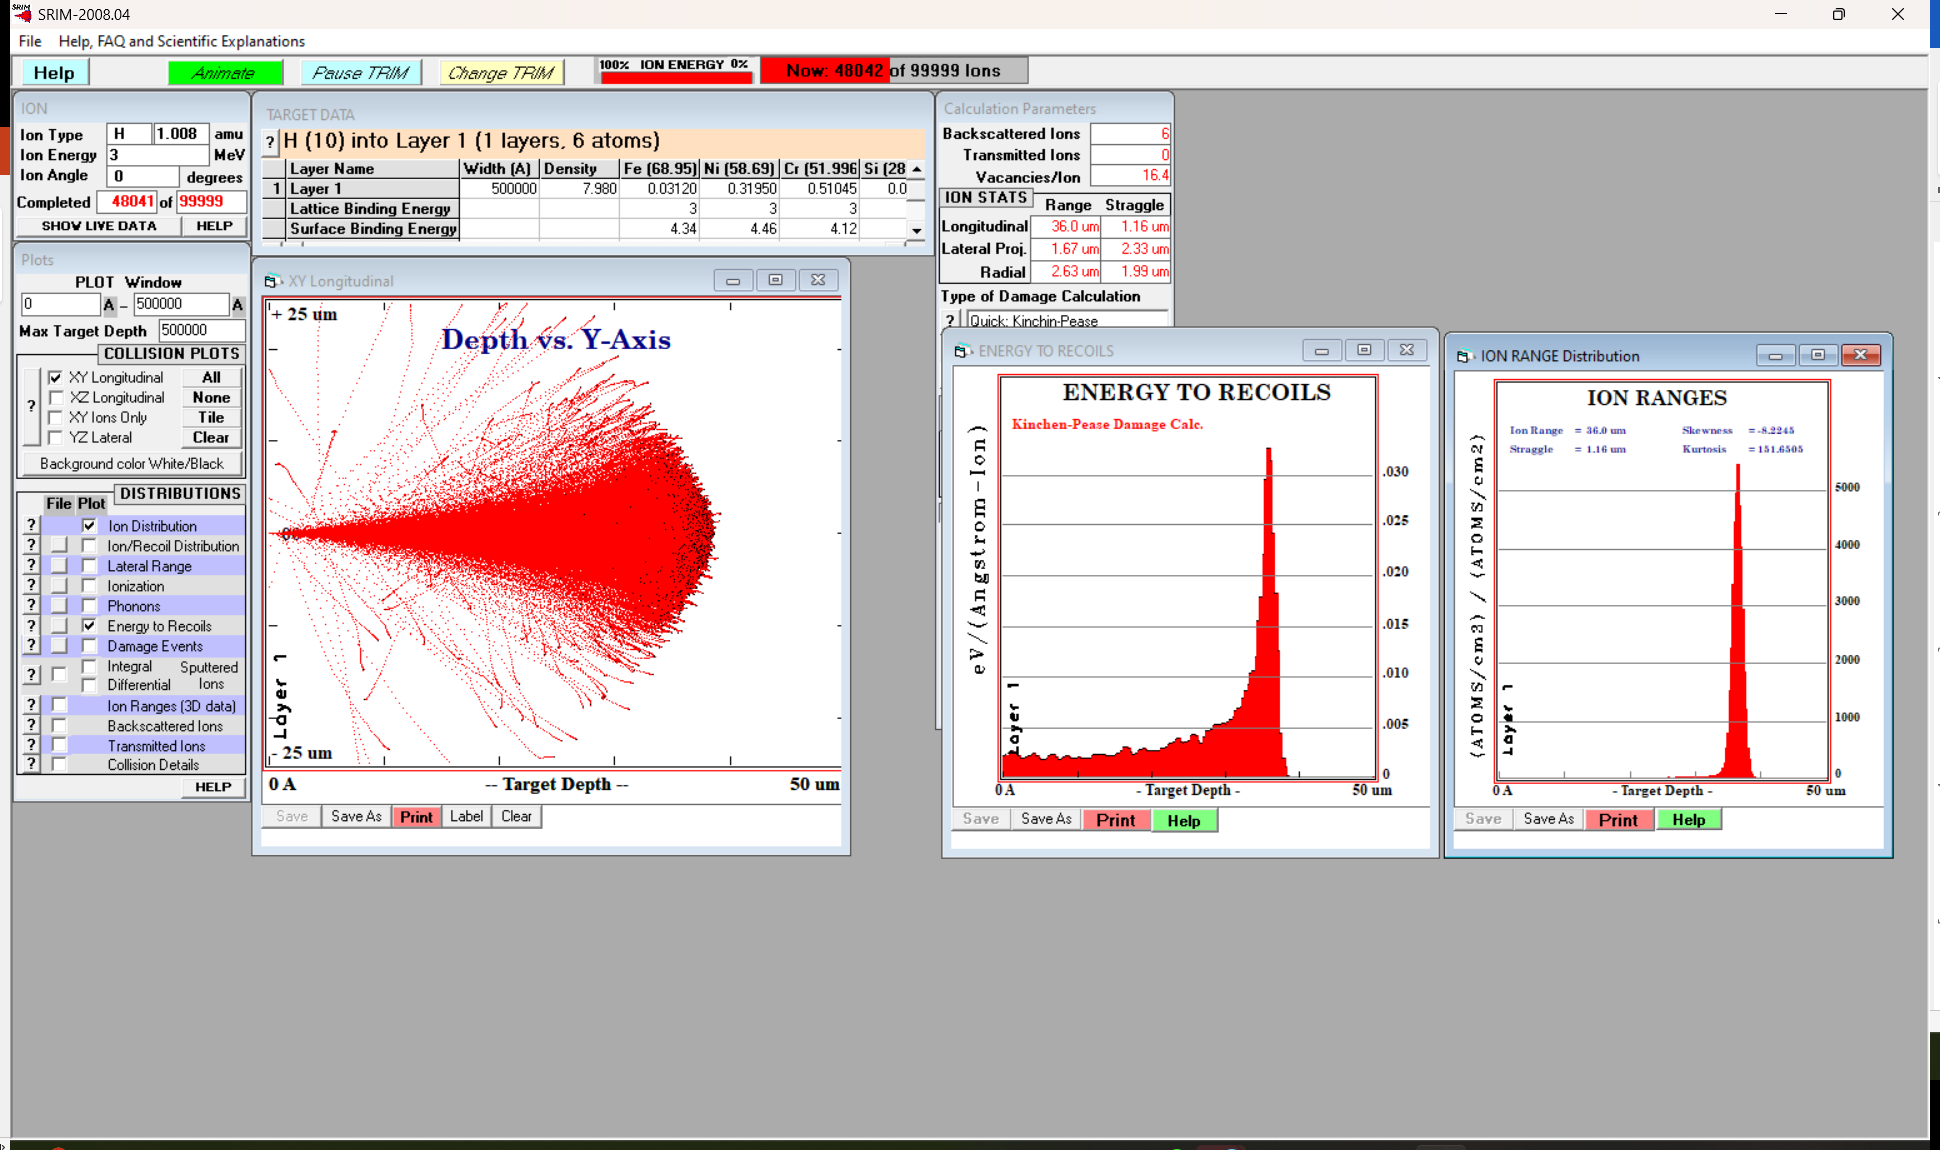 SRIM-2008.04
File Help, FAQ and Scientific Explanations
Help Animate Pause TRIM Change TRIM 100% ION ENERGY 0% Now: 48042 of 99999 Ions
ION
Ion Type H 1.008 amu
Ion Energy 3 MeV
Ion Angle 0 degrees
Completed 48041 of 99999
SHOW LIVE DATA HELP
TARGET DATA
? H (10) into Layer 1 (1 layers, 6 atoms)
Layer Name Width (A) Density Fe (68.95) Ni (58.69) Cr (51.996 Si (28
1 Layer 1 500000 7.980 0.03120 0.31950 0.51045 0.0
Lattice Binding Energy 3 3 3
Surface Binding Energy 4.34 4.46 4.12
Calculation Parameters
Backscattered Ions 6
Transmitted Ions 0
Vacancies/Ion 16.4
ION STATS Range Straggle
Longitudinal 36.0 um 1.16 um
Lateral Proj. 1.67 um 2.33 um
Radial 2.63 um 1.99 um
Type of Damage Calculation
? Quick: Kinchin-Pease
Plots
PLOT Window
0 A - 500000 A
Max Target Depth 500000
COLLISION PLOTS
? XY Longitudinal All
XZ Longitudinal None
XY Ions Only Tile
YZ Lateral Clear
Background color White/Black
DISTRIBUTIONS
File Plot
? Ion Distribution
? Ion/Recoil Distribution
? Lateral Range
? Ionization
? Phonons
? Energy to Recoils
? Damage Events
? Integral Sputtered
Differential Ions
? Ion Ranges (3D data)
? Backscattered Ions
? Transmitted Ions
? Collision Details
HELP
XY Longitudinal
+ 25 um
Depth vs. Y-Axis
Layer 1
- 25 um
0 A -- Target Depth -- 50 um
Save Save As Print Label Clear
ENERGY TO RECOILS
ENERGY TO RECOILS
Kinchen-Pease Damage Calc.
eV/(Angstrom-Ion)
.030
.025
.020
.015
.010
.005
0
Layer 1
0 A - Target Depth - 50 um
Save Save As Print Help
ION RANGE Distribution
ION RANGES
Ion Range = 36.0 um Skewness = -8.2245
Straggle = 1.16 um Kurtosis = 151.6505
(ATOMS/cm3) / (ATOMS/cm2)
5000
4000
3000
2000
1000
0
Layer 1
0 A - Target Depth - 50 um
Save Save As Print Help